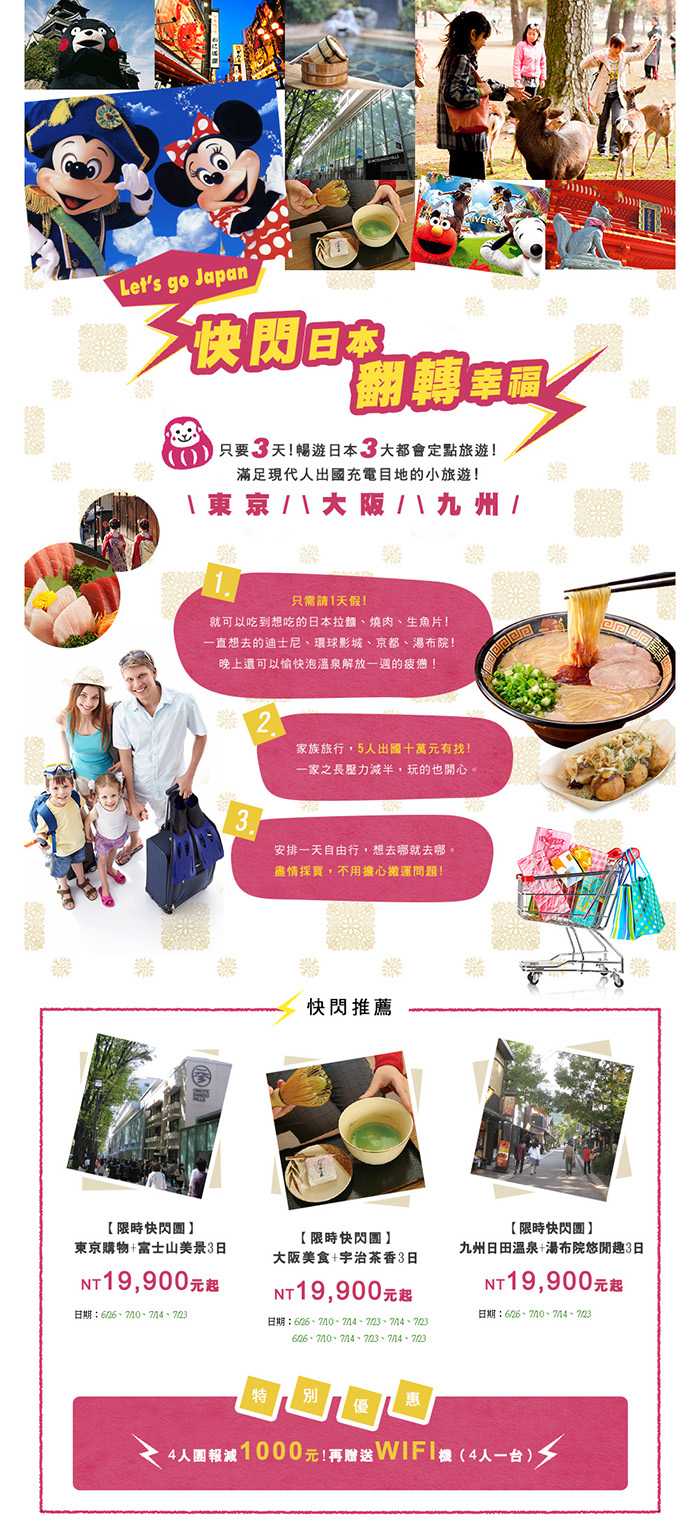 かに道樂
OMOTESANDO HILLS
UNIVERSAL
Let's go Japan
快閃日本
翻轉幸福
只要3天!暢遊日本3大都會定點旅遊!
滿足現代人出國充電目地的小旅遊!
\東京/\大阪/\九州/
1.
只需請1天假!
就可以吃到想吃的日本拉麵、燒肉、生魚片!
一直想去的迪士尼、環球影城、京都、湯布院!
晚上還可以愉快泡溫泉解放一週的疲憊!
2.
家族旅行,5人出國十萬元有找!
一家之長壓力減半,玩的也開心。
3.
安排一天自由行,想去哪就去哪。
盡情採買,不用擔心搬運問題!
快閃推薦
OMOTE
SANDO
HILLS
【限時快閃團】
東京購物+富士山美景3日
NT19,900元起
日期:6/26、7/10、7/14、7/23
【限時快閃團】
大阪美食+宇治茶香3日
NT19,900元起
日期:6/26、7/10、7/14、7/23、7/14、7/23
6/26、7/10、7/14、7/23、7/14、7/23
【限時快閃團】
九州日田溫泉+湯布院悠閒趣3日
NT19,900元起
日期:6/26、7/10、7/14、7/23
特別優惠
4人團報減1000元!再贈送WIFI機(4人一台)